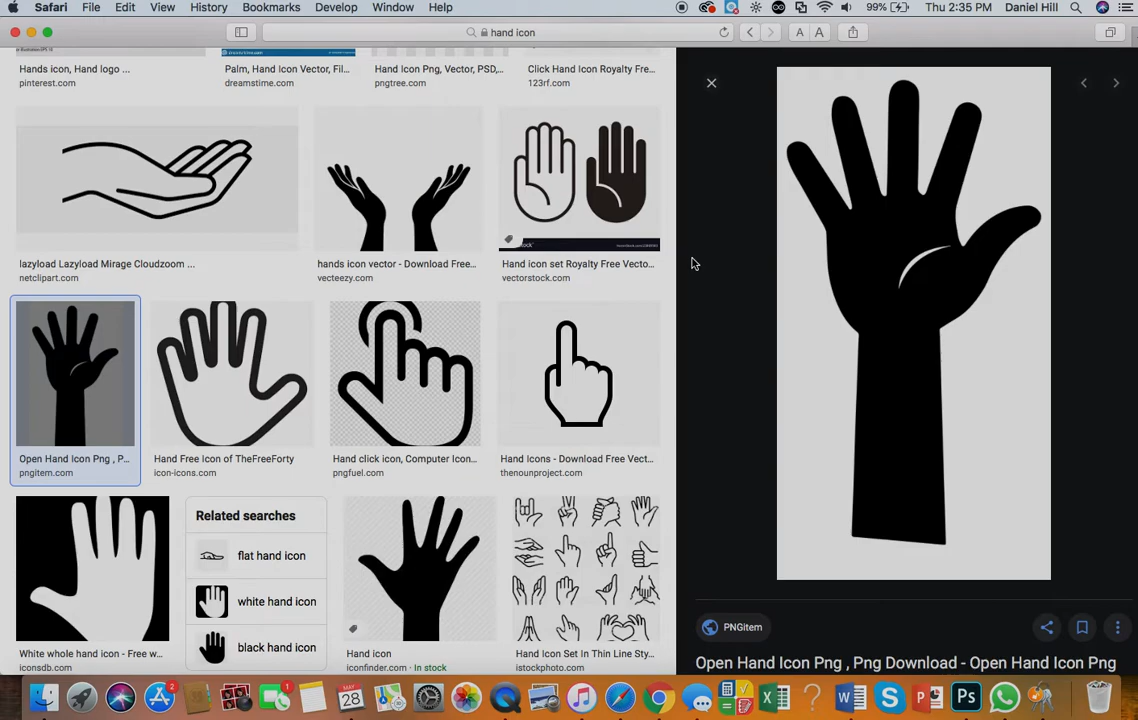 Safari File Edit View History Bookmarks Develop Window Help 99% Thu 2:35 PM Daniel Hill
hand icon
A A
Hands icon, Hand logo ...
pinterest.com
Palm, Hand Icon Vector, Fil...
dreamstime.com
Hand Icon Png, Vector, PSD,...
pngtree.com
Click Hand Icon Royalty Fre...
123rf.com
lazyload Lazyload Mirage Cloudzoom ...
netclipart.com
hands icon vector - Download Free...
vecteezy.com
Hand icon set Royalty Free Vecto...
vectorstock.com
Open Hand Icon Png , P...
pngitem.com
Hand Free Icon of TheFreeForty
icon-icons.com
Hand click icon, Computer Icon...
pngfuel.com
Hand Icons - Download Free Vect...
thenounproject.com
White whole hand icon - Free w...
iconsdb.com
Related searches
flat hand icon
white hand icon
black hand icon
Hand icon
iconfinder.com - In stock
Hand Icon Set In Thin Line Sty...
istockphoto.com
PNGitem
Open Hand Icon Png , Png Download - Open Hand Icon Png
2
1
MAY
28
W
S
P
Ps